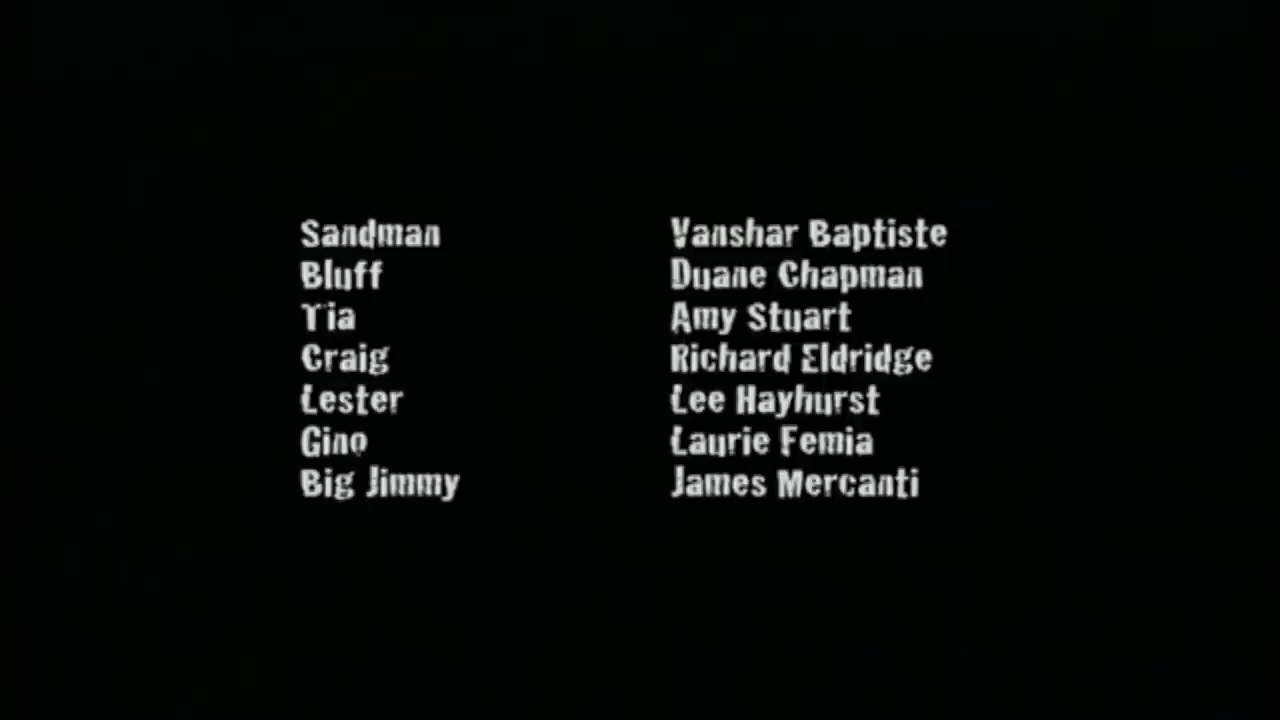 Sandman Vanshar Baptiste
Bluff Duane Chapman
Tia Amy Stuart
Craig Richard Eldridge
Lester Lee Hayhurst
Gino Laurie Femia
Big Jimmy James Mercanti